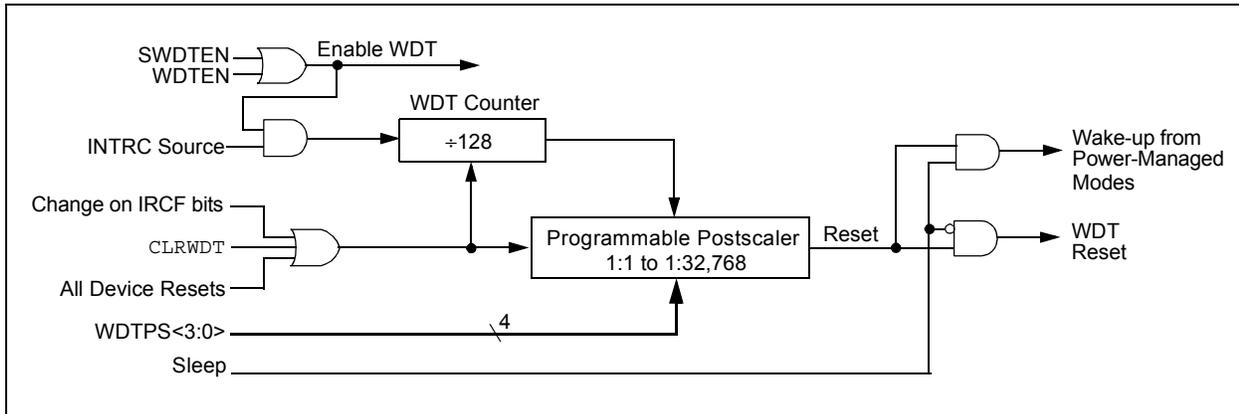 SWDTEN
WDTEN
Enable WDT
WDT Counter
÷128
INTRC Source
Wake-up from
Power-Managed
Modes
Change on IRCF bits
CLRWDT
All Device Resets
Programmable Postscaler
1:1 to 1:32,768
Reset
WDT
Reset
WDTPS<3:0>
4
Sleep